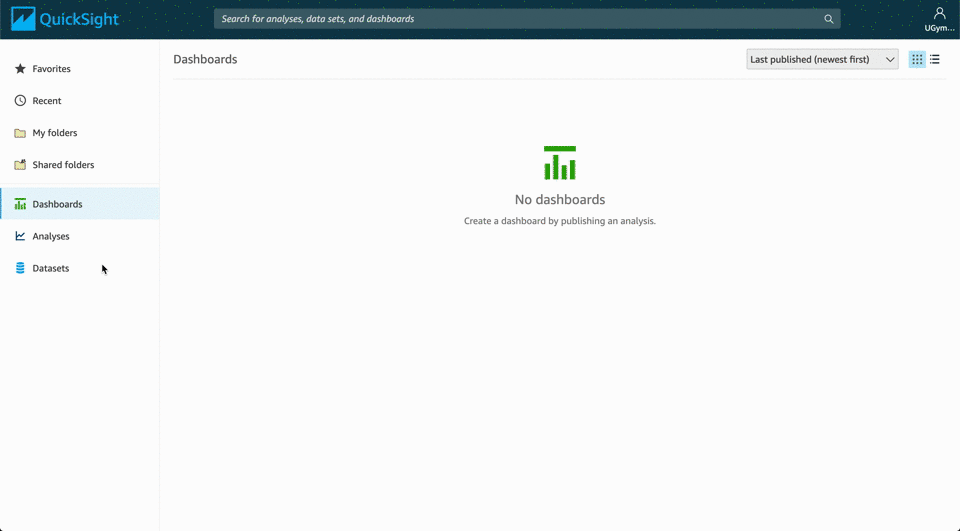 QuickSight
Search for analyses, data sets, and dashboards
UGym...
Favorites
Recent
My folders
Shared folders
Dashboards
Analyses
Datasets
Dashboards
Last published (newest first)
No dashboards
Create a dashboard by publishing an analysis.